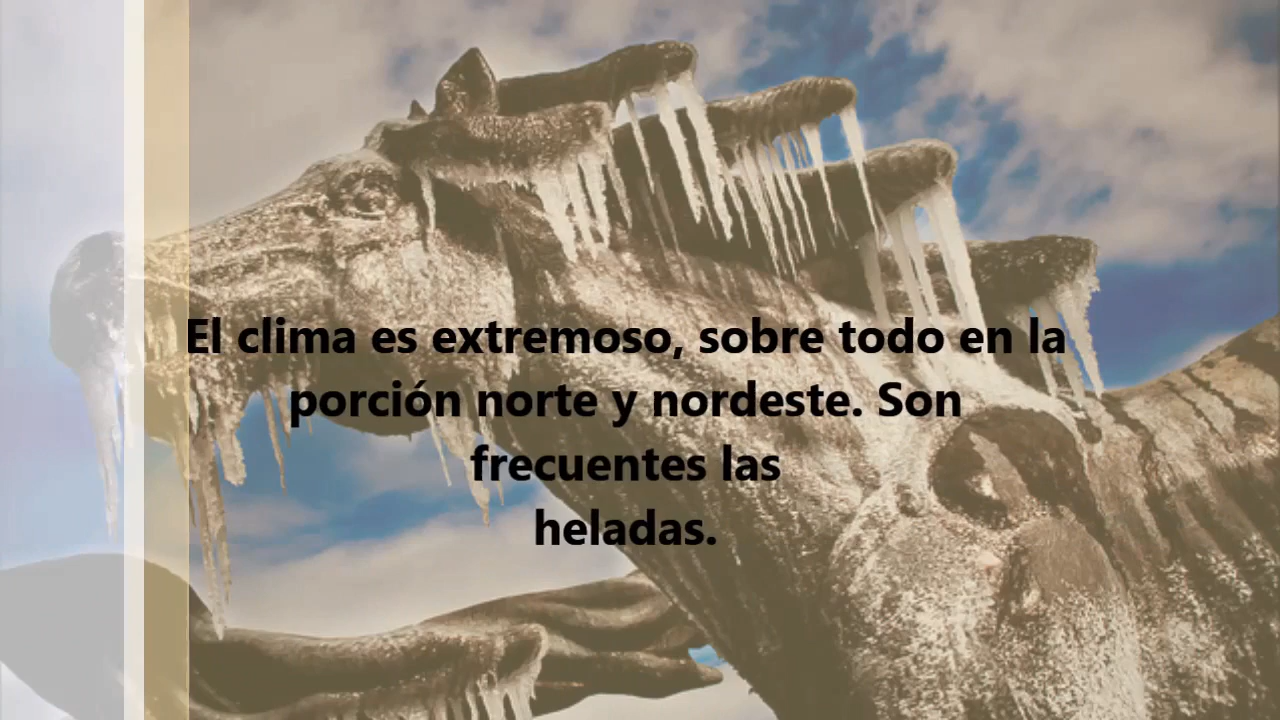 El clima es extremoso, sobre todo en la
porción norte y nordeste. Son
frecuentes las
heladas.